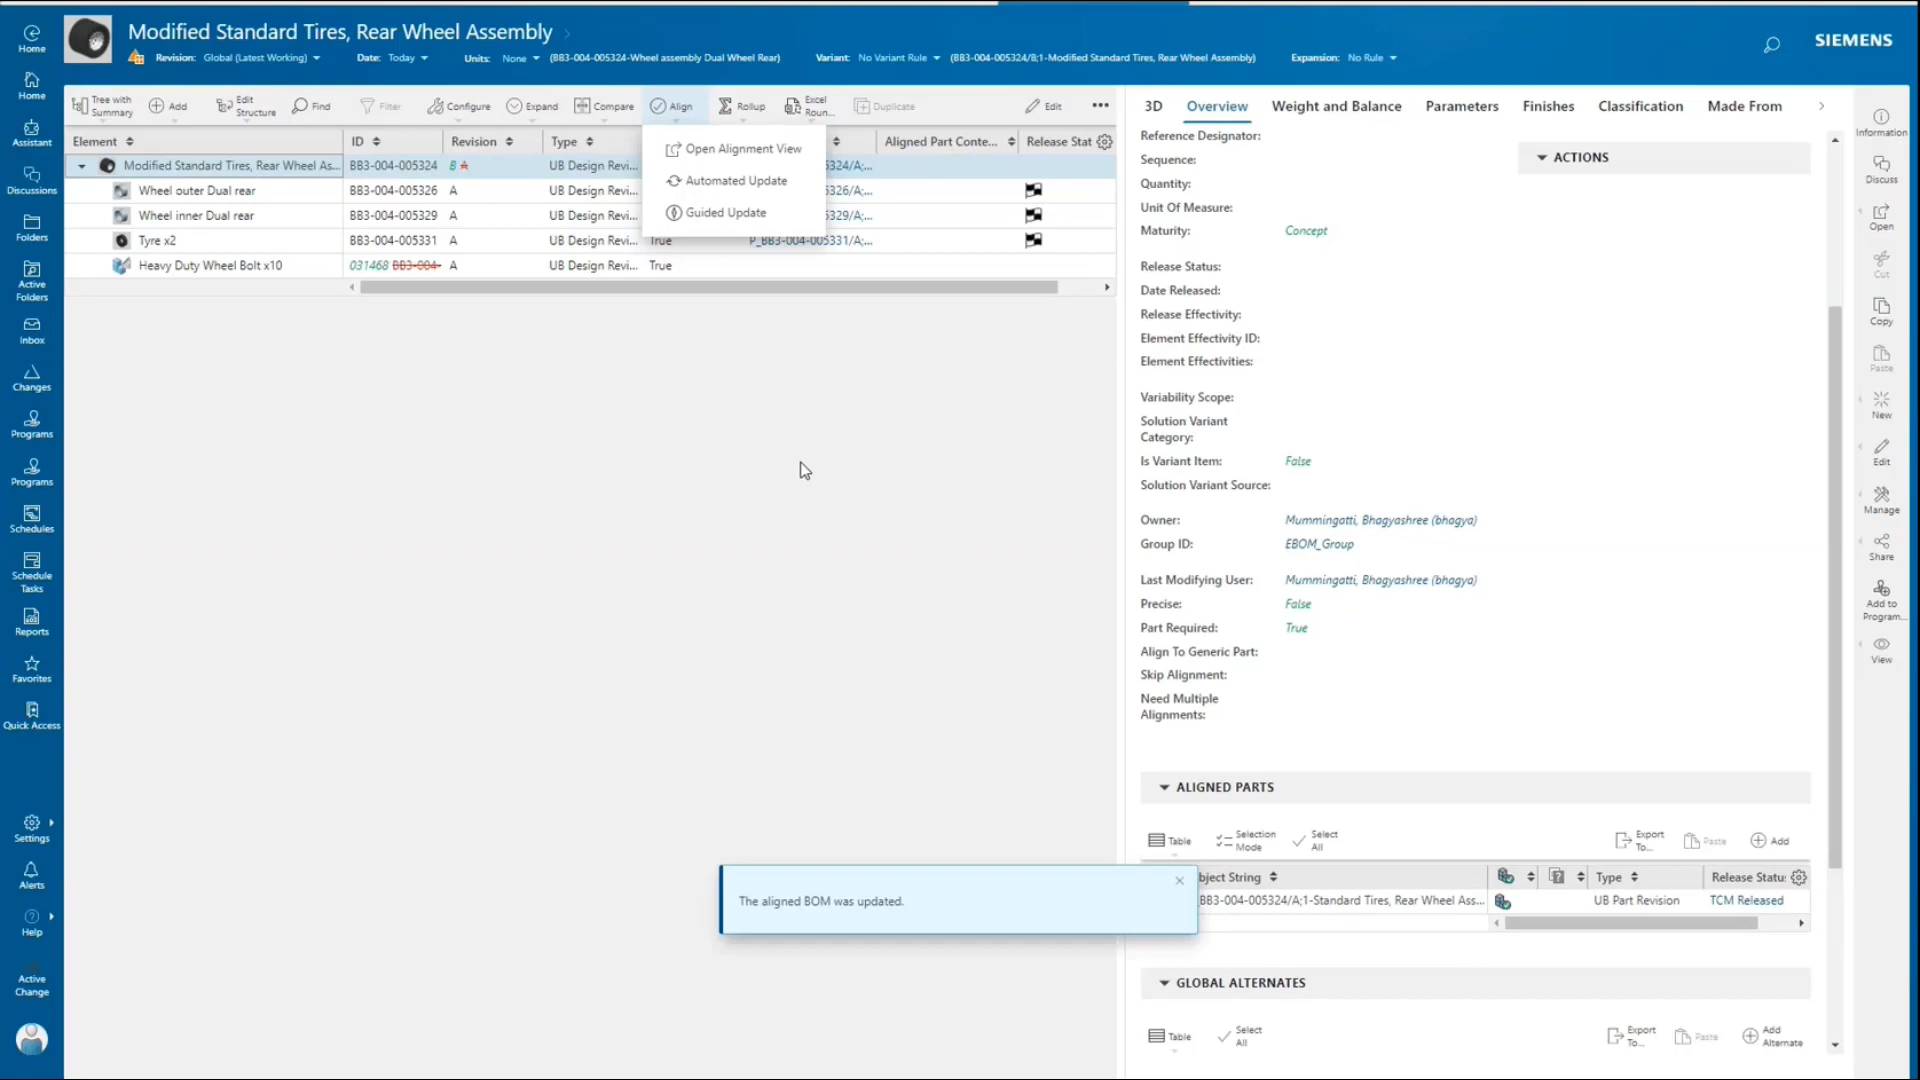 Modified Standard Tires, Rear Wheel Assembly
Revision: Global (Latest Working) Date: Today Units: None (BB3-004-005324-Wheel assembly Dual Wheel Rear) Variant: No Variant Rule (BB3-004-005324/B;1-Modified Standard Tires, Rear Wheel Assembly) Expansion: No Rule
SIEMENS
Home
Home
Assistant
Discussions
Folders
Active
Folders
Inbox
Changes
Programs
Programs
Schedules
Schedule
Tasks
Reports
Favorites
Quick Access
Settings
Alerts
Help
Active
Change
Tree with
Summary
Add
Edit
Structure
Find
Filter
Configure
Expand
Compare
Align
Rollup
Excel
Roun...
Duplicate
Edit
Element ID Revision Type Aligned Part Conte... Release Stat
Modified Standard Tires, Rear Wheel As... BB3-004-005324 B A UB Design Revi... 5324/A;...
Wheel outer Dual rear BB3-004-005326 A UB Design Revi... 5326/A;...
Wheel inner Dual rear BB3-004-005329 A UB Design Revi... 5329/A;...
Tyre x2 BB3-004-005331 A UB Design Revi... True P_BB3-004-005331/A;...
Heavy Duty Wheel Bolt x10 031468 BB3-004- A UB Design Revi... True
Open Alignment View
Automated Update
Guided Update
3D Overview Weight and Balance Parameters Finishes Classification Made From
Reference Designator:
Sequence:
Quantity:
Unit Of Measure:
Maturity: Concept
Release Status:
Date Released:
Release Effectivity:
Element Effectivity ID:
Element Effectivities:
Variability Scope:
Solution Variant
Category:
Is Variant Item: False
Solution Variant Source:
Owner: Mummingatti, Bhagyashree (bhagya)
Group ID: EBOM_Group
Last Modifying User: Mummingatti, Bhagyashree (bhagya)
Precise: False
Part Required: True
Align To Generic Part:
Skip Alignment:
Need Multiple
Alignments:
ACTIONS
ALIGNED PARTS
Table
Selection
Mode
Select
All
Export
To...
Paste
Add
bject String Type Release Statu:
BB3-004-005324/A;1-Standard Tires, Rear Wheel Ass... UB Part Revision TCM Released
The aligned BOM was updated.
GLOBAL ALTERNATES
Table
Select
All
Export
To...
Paste
Add
Alternate
Information
Discuss
Open
Cut
Copy
Paste
New
Edit
Manage
Share
Add to
Program...
View